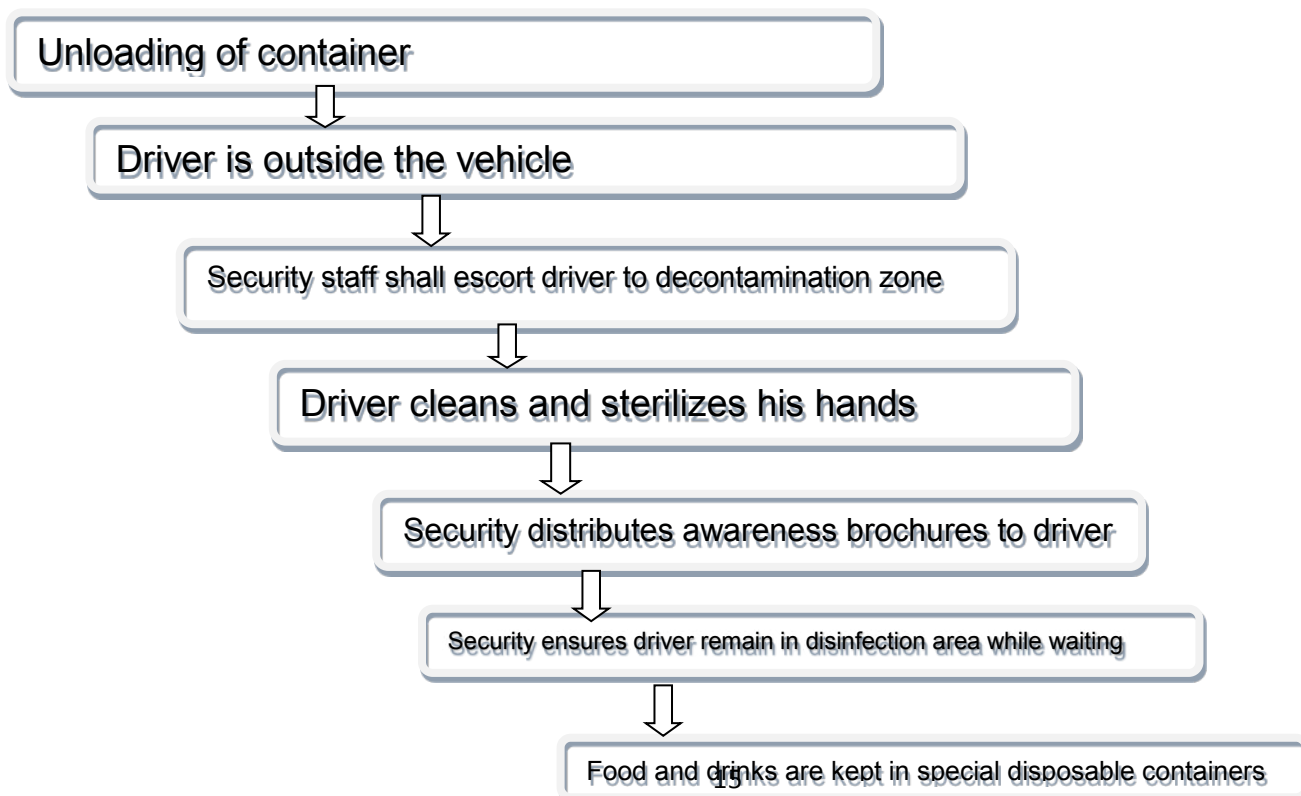 Unloading of container
Driver is outside the vehicle
Security staff shall escort driver to decontamination zone
Driver cleans and sterilizes his hands
Security distributes awareness brochures to driver
Security ensures driver remain in disinfection area while waiting
Food and drinks are kept in special disposable containers
15